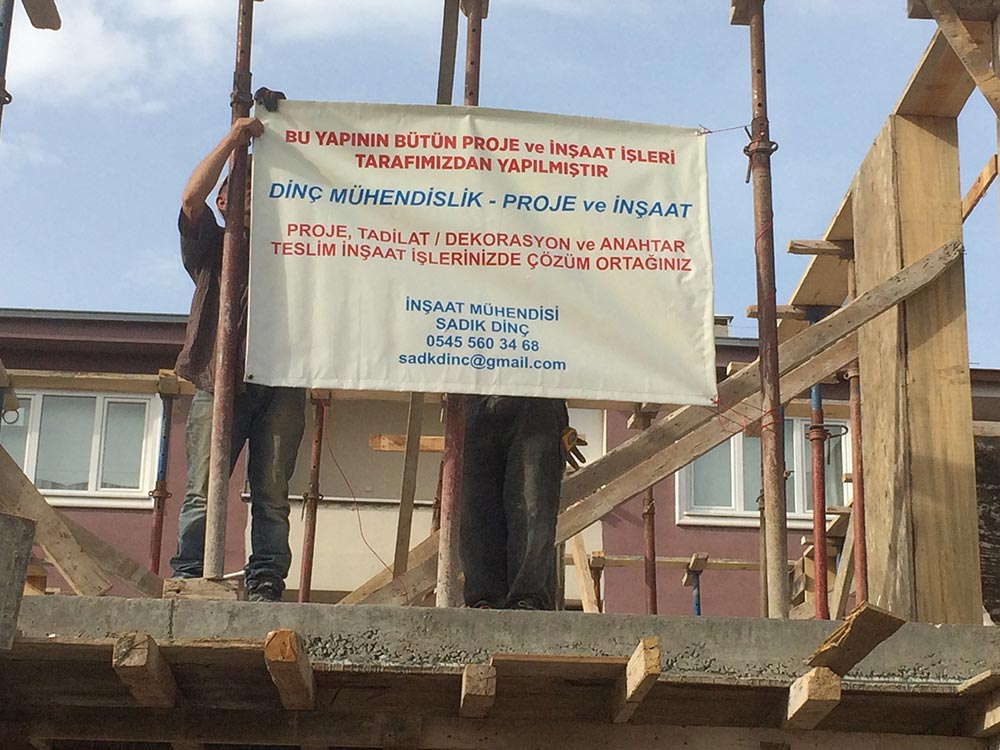 BU YAPININ BÜTÜN PROJE ve İNŞAAT İŞLERİ
TARAFIMIZDAN YAPILMIŞTIR
DİNÇ MÜHENDİSLİK - PROJE ve İNŞAAT
PROJE, TADİLAT / DEKORASYON ve ANAHTAR
TESLİM İNŞAAT İŞLERİNİZDE ÇÖZÜM ORTAĞINIZ
İNŞAAT MÜHENDİSİ
SADIK DİNÇ
0545 560 34 68
sadkdinc@gmail.com